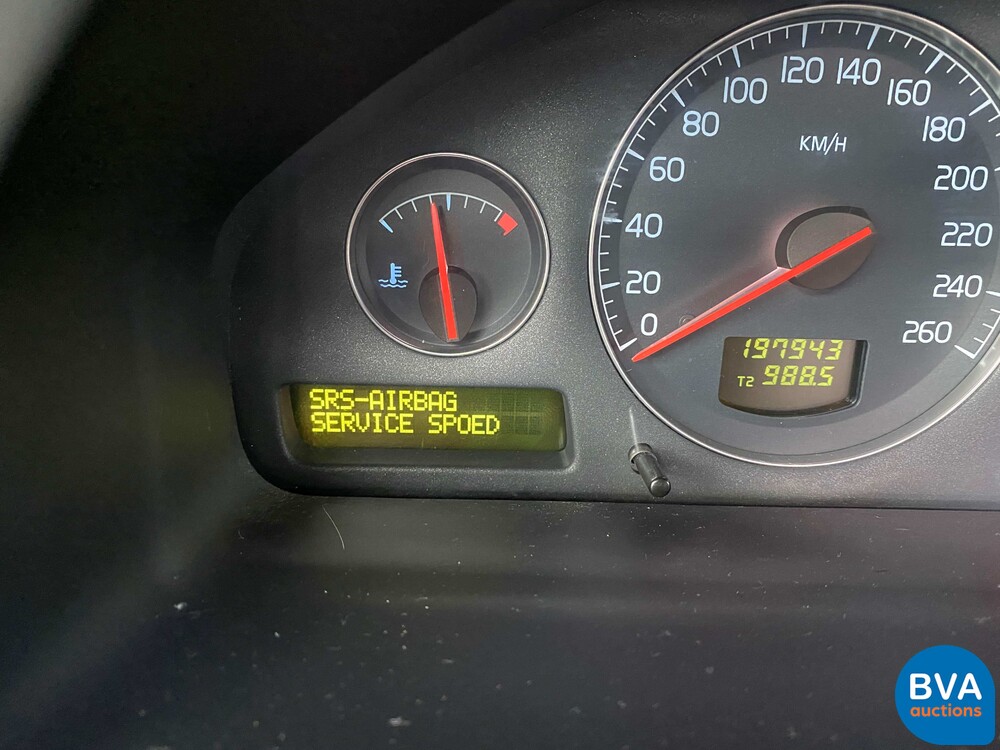 120 140
100 160
80 180
KM/H
60 200
40 220
20 240
0 260
197943
T2 988.5
SRS-AIRBAG
SERVICE SPOED
BVA
auctions